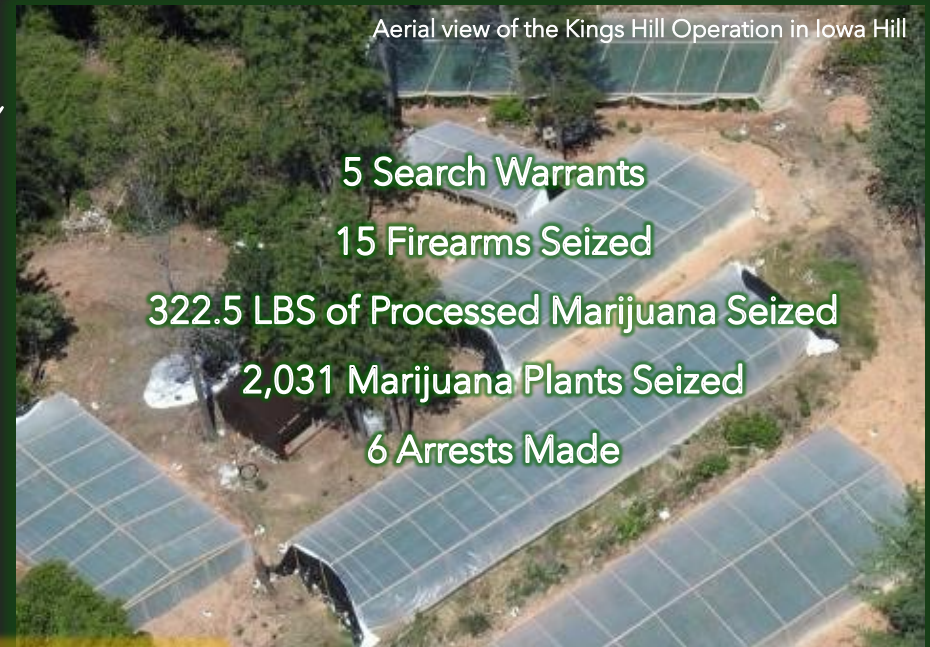 Aerial view of the Kings Hill Operation in Iowa Hill
5 Search Warrants
15 Firearms Seized
322.5 LBS of Processed Marijuana Seized
2,031 Marijuana Plants Seized
6 Arrests Made